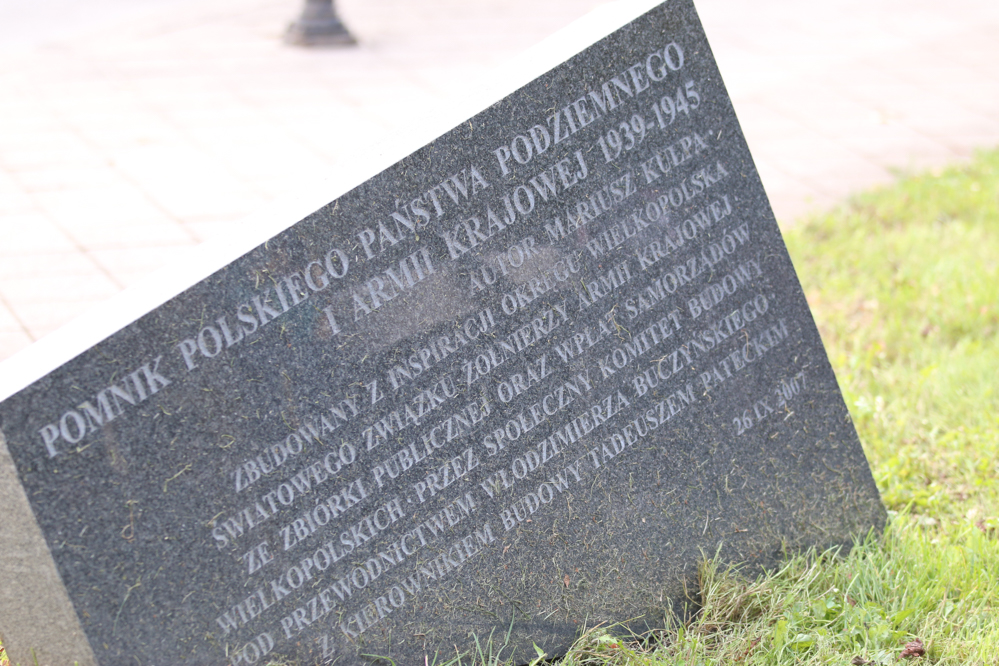 POMNIK POLSKIEGO PAŃSTWA PODZIEMNEGO
I ARMII KRAJOWEJ 1939-1945
AUTOR MARIUSZ KULPA
ZBUDOWANY Z INSPIRACJI OKRĘGU WIELKOPOLSKA
ŚWIATOWEGO ZWIĄZKU ŻOŁNIERZY ARMII KRAJOWEJ
ZE ZBIÓRKI PUBLICZNEJ ORAZ WPŁAT SAMORZĄDÓW
WIELKOPOLSKICH PRZEZ SPOŁECZNY KOMITET BUDOWY
POD PRZEWODNICTWEM WŁODZIMIERZA BUCZYŃSKIEGO
Z KIEROWNIKIEM BUDOWY TADEUSZEM PATECKIM
26 IX 2007